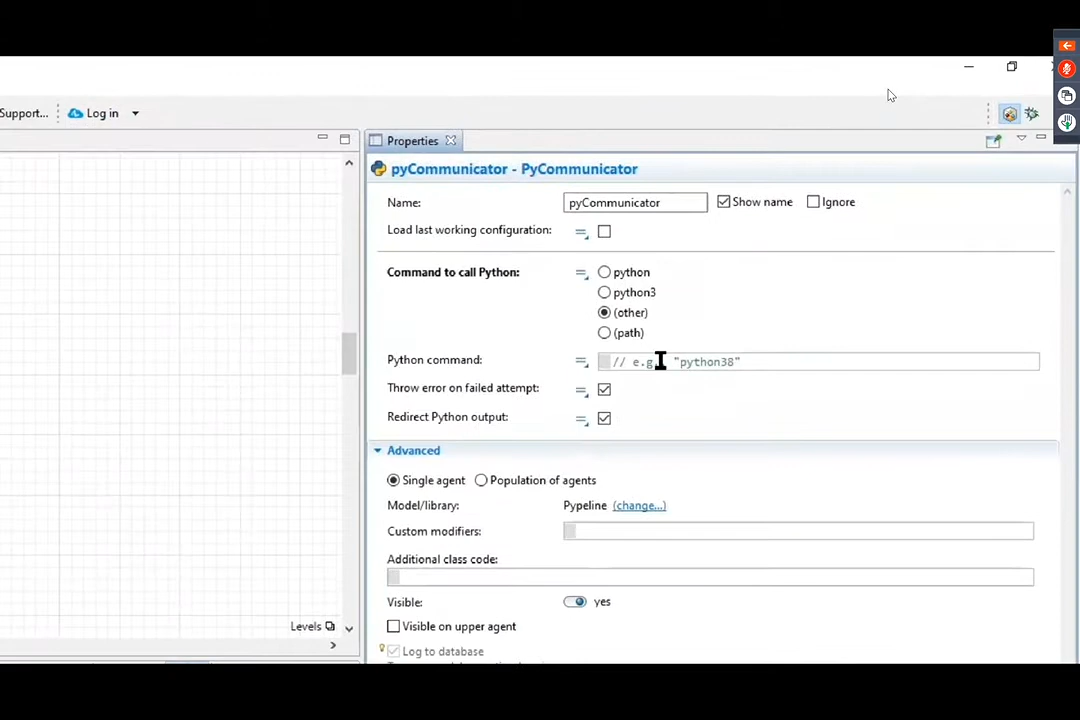 Support... Log in
Properties
pyCommunicator - PyCommunicator
Name: pyCommunicator Show name Ignore
Load last working configuration:
Command to call Python: python
python3
(other)
(path)
Python command: // e.g. "python38"
Throw error on failed attempt:
Redirect Python output:
Advanced
Single agent Population of agents
Model/library: Pypeline (change...)
Custom modifiers:
Additional class code:
Visible: yes
Levels
Visible on upper agent
Log to database